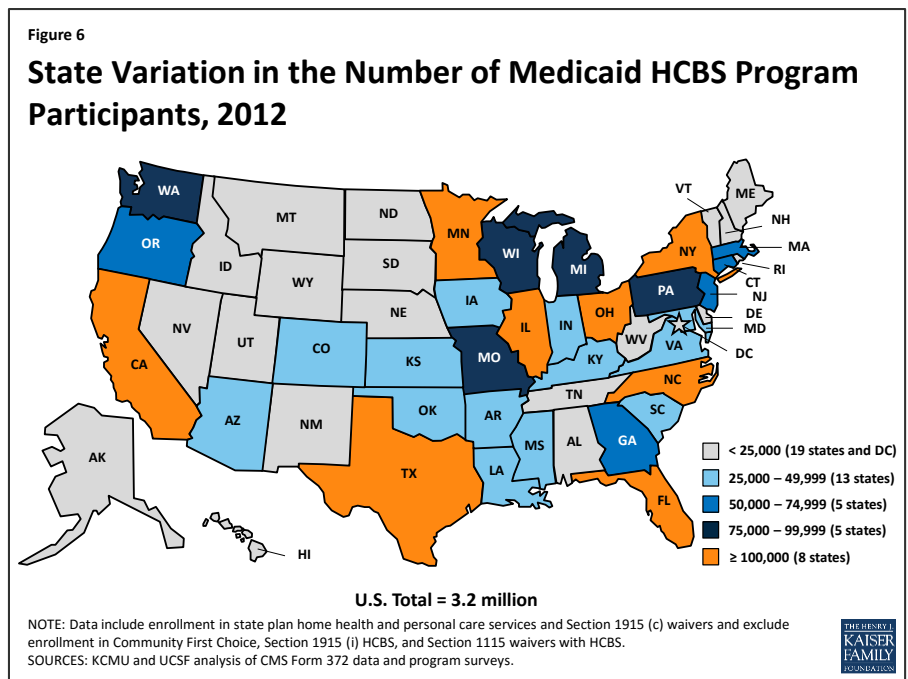 Figure 6
State Variation in the Number of Medicaid HCBS Program
Participants, 2012
WA
OR
CA
NV
ID
MT
WY
UT
AZ
CO
NM
ND
SD
NE
KS
OK
TX
MN
IA
MO
AR
LA
WI
IL
MI
IN
OH
KY
TN
MS
AL
GA
FL
SC
NC
VA
WV
PA
NY
VT
ME
NH
MA
RI
CT
NJ
DE
MD
DC
AK
HI
< 25,000 (19 states and DC)
25,000 – 49,999 (13 states)
50,000 – 74,999 (5 states)
75,000 – 99,999 (5 states)
≥ 100,000 (8 states)
U.S. Total = 3.2 million
NOTE: Data include enrollment in state plan home health and personal care services and Section 1915 (c) waivers and exclude
enrollment in Community First Choice, Section 1915 (i) HCBS, and Section 1115 waivers with HCBS.
SOURCES: KCMU and UCSF analysis of CMS Form 372 data and program surveys.
THE HENRY J.
KAISER
FAMILY
FOUNDATION